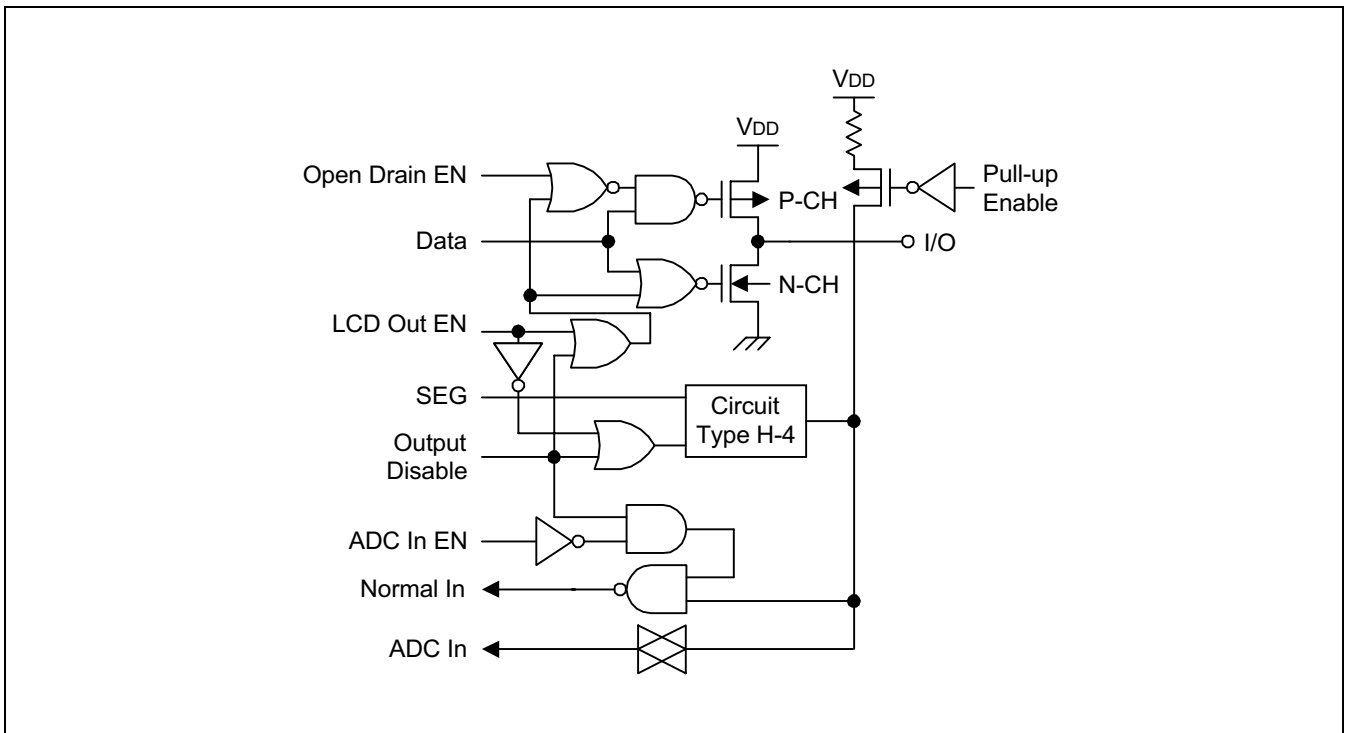 VDD
VDD
Open Drain EN
Pull-up
Enable
P-CH
Data
I/O
N-CH
LCD Out EN
SEG
Circuit
Type H-4
Output
Disable
ADC In EN
Normal In
ADC In